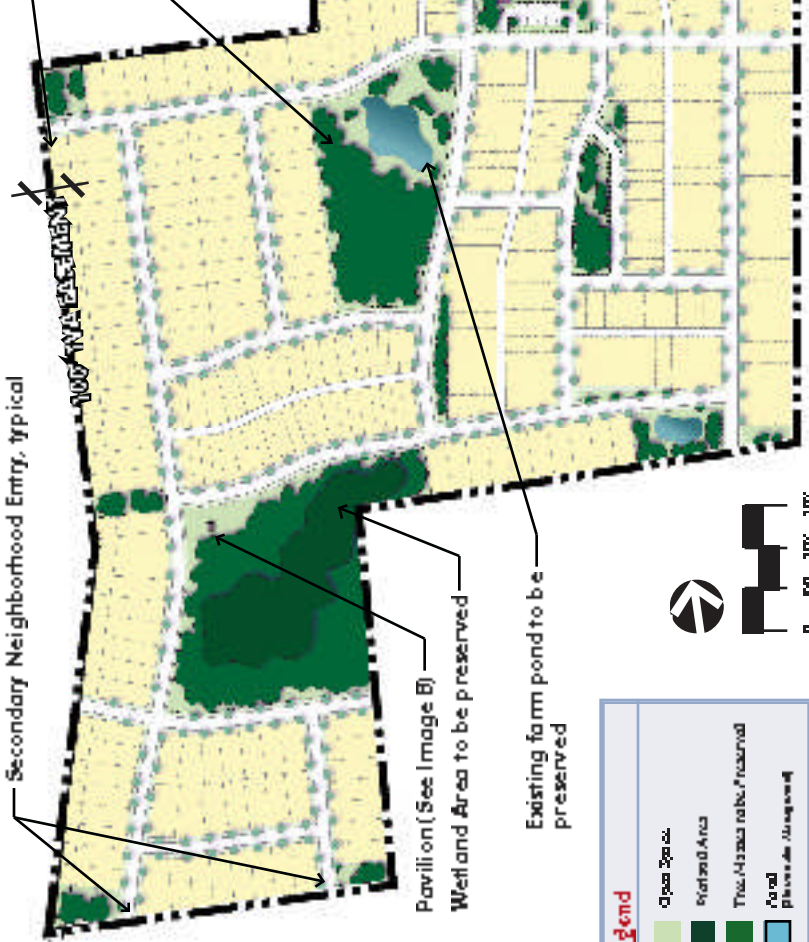 Secondary Neighborhood Entry, typical
100' TVA EASEMENT
Pavilion (See Image B)
Wetland Area to be preserved
Existing farm pond to be
preserved
Open Space
Wetland Area
Pond
0